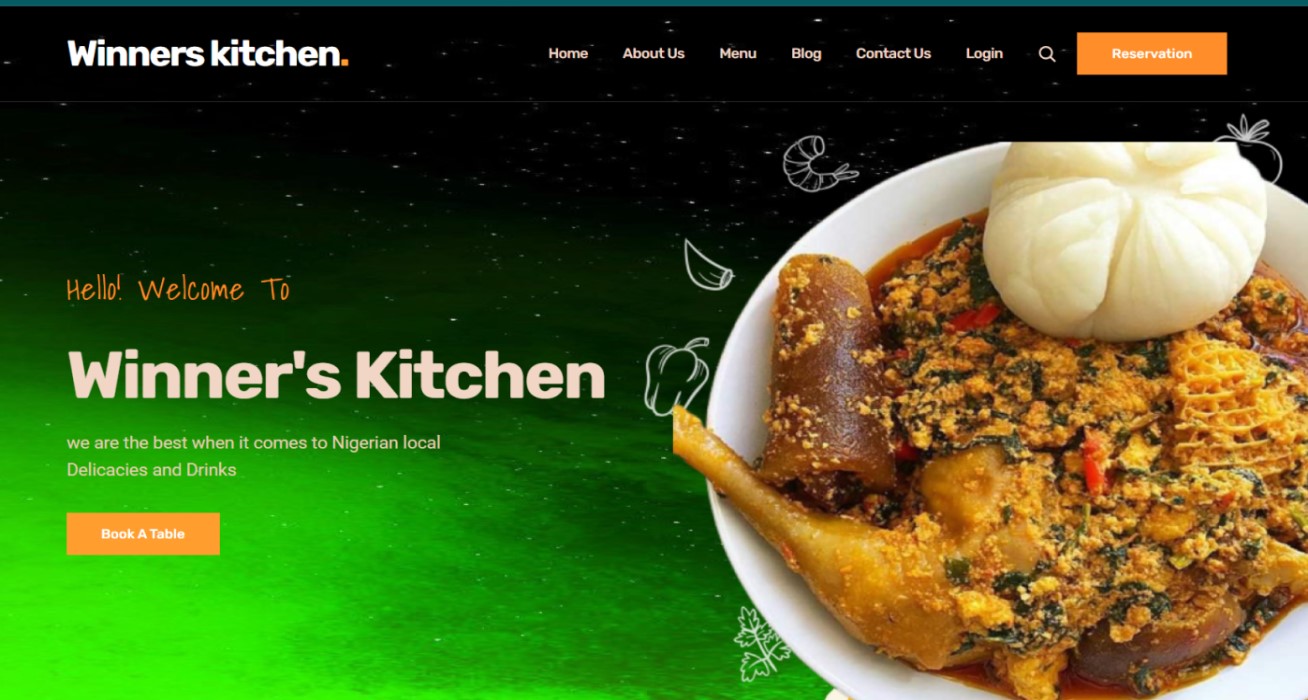 Winners kitchen.
Home About Us Menu Blog Contact Us Login Reservation
Hello! Welcome To
Winner's Kitchen
we are the best when it comes to Nigerian local
Delicacies and Drinks
Book A Table